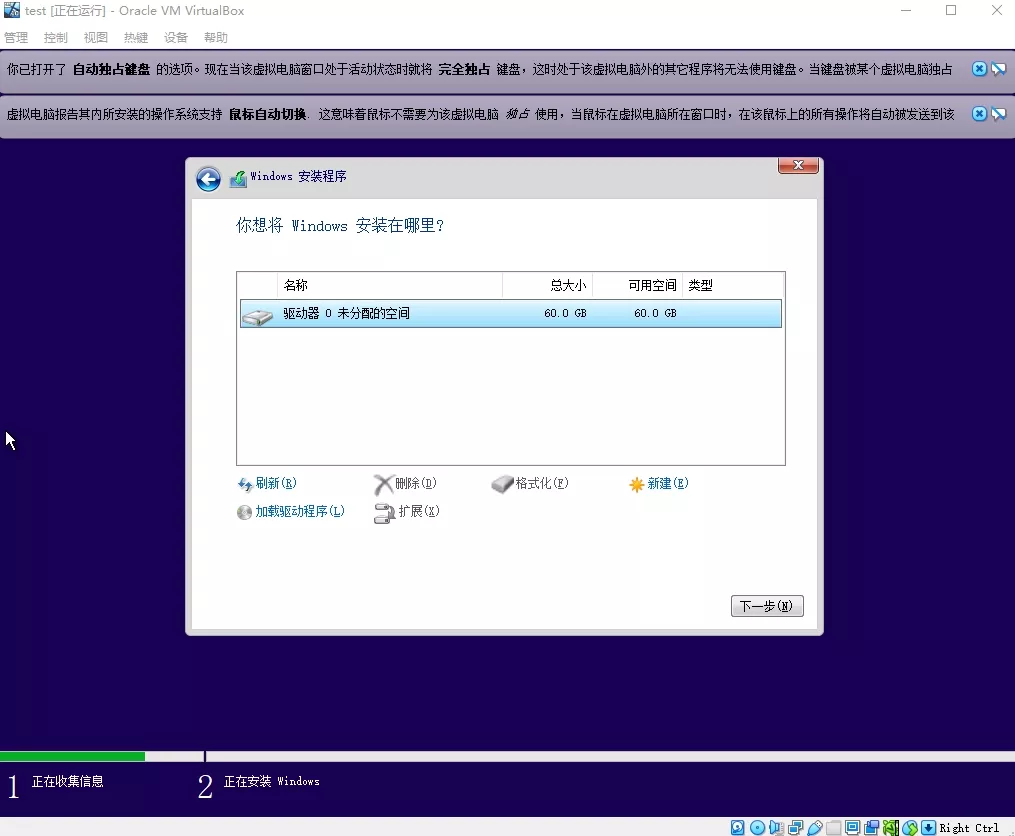 test [正在运行] - Oracle VM VirtualBox
管理 控制 视图 热键 设备 帮助
你已打开了 自动独占键盘 的选项。现在当该虚拟电脑窗口处于活动状态时就将 完全独占 键盘，这时处于该虚拟电脑外的其它程序将无法使用键盘。当键盘被某个虚拟电脑独占
虚拟电脑报告其内所安装的操作系统支持 鼠标自动切换. 这意味着鼠标不需要为该虚拟电脑 独占 使用，当鼠标在虚拟电脑所在窗口时，在该鼠标上的所有操作将自动被发送到该
Windows 安装程序
你想将 Windows 安装在哪里?
名称 总大小 可用空间 类型
驱动器 0 未分配的空间 60.0 GB 60.0 GB
刷新(R) 删除(D) 格式化(F) 新建(E)
加载驱动程序(L) 扩展(X)
下一步(N)
1 正在收集信息 2 正在安装 Windows
Right Ctrl